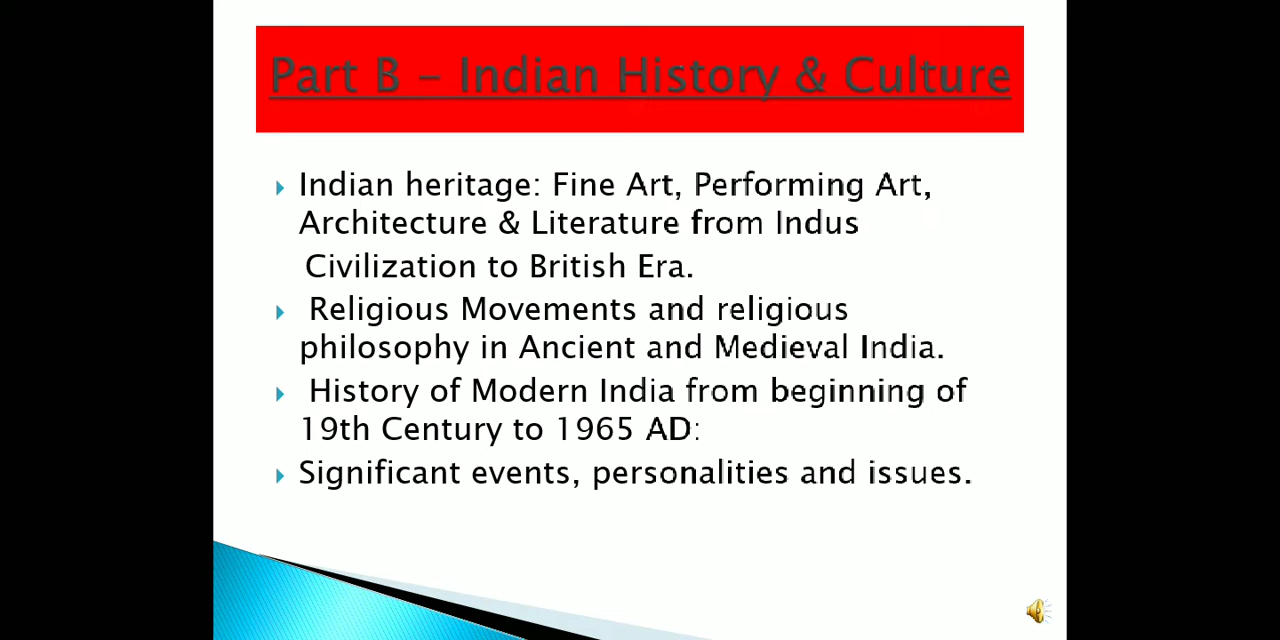 Part B – Indian History & Culture
Indian heritage: Fine Art, Performing Art,
Architecture & Literature from Indus
Civilization to British Era.
Religious Movements and religious
philosophy in Ancient and Medieval India.
History of Modern India from beginning of
19th Century to 1965 AD:
Significant events, personalities and issues.